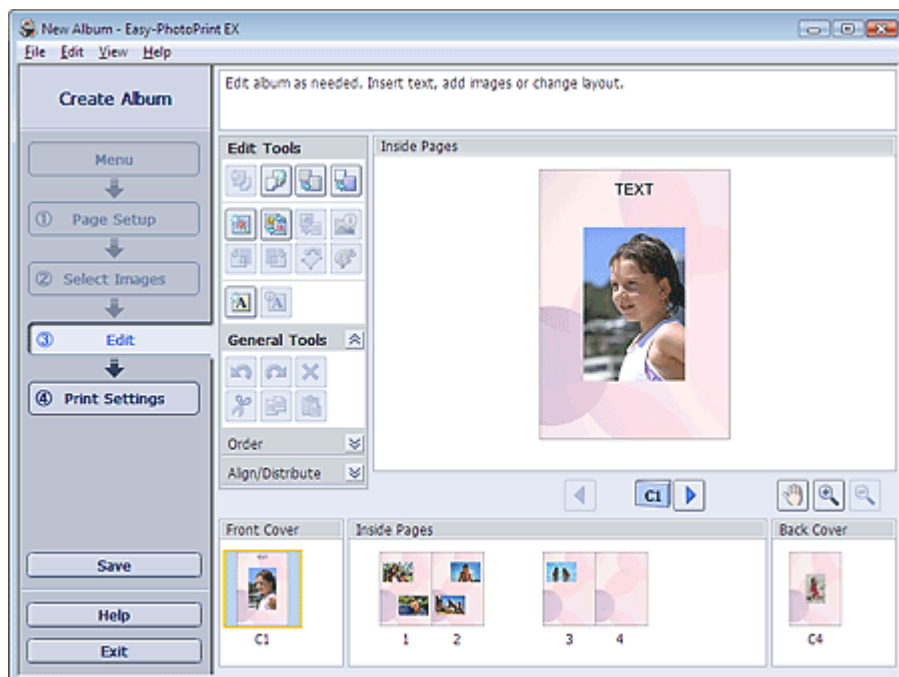 New Album - Easy-PhotoPrint EX
File Edit View Help
Create Album
Edit album as needed. Insert text, add images or change layout.
Menu
① Page Setup
② Select Images
③ Edit
④ Print Settings
Save
Help
Exit
Edit Tools
A A
General Tools
Order
Align/Distribute
Inside Pages
TEXT
C1
Front Cover
Inside Pages
Back Cover
C1
1 2
3 4
C4